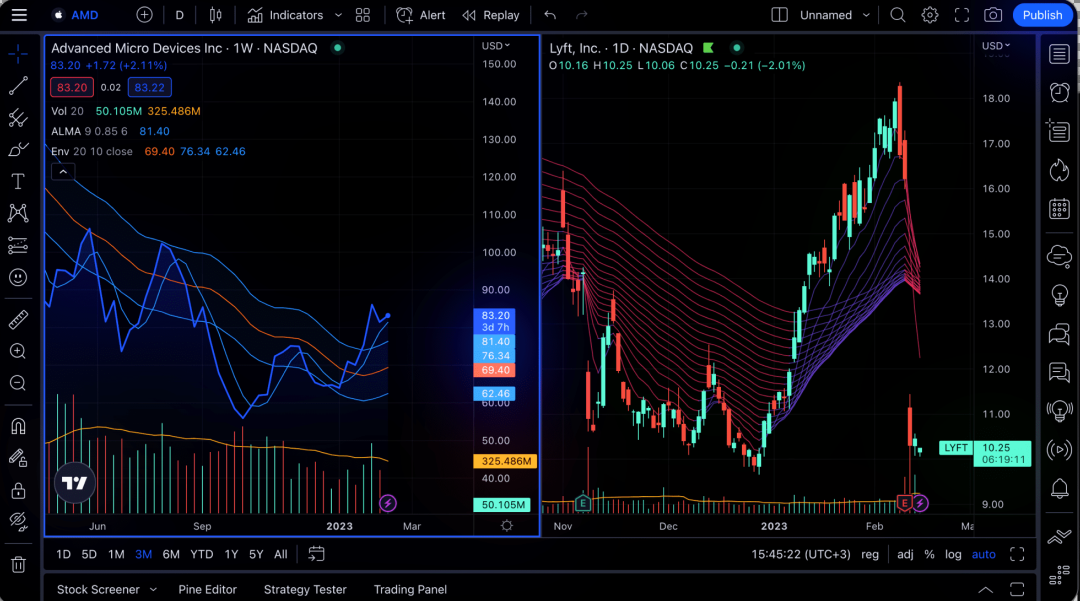 AMD D Indicators Alert Replay Unnamed Publish
Advanced Micro Devices Inc · 1W · NASDAQ
83.20 +1.72 (+2.11%)
83.20 0.02 83.22
Vol 20 50.105M 325.486M
ALMA 9 0.85 6 81.40
Env 20 10 close 69.40 76.34 62.46
USD
150.00
140.00
130.00
120.00
110.00
100.00
90.00
83.20
3d 7h
81.40
76.34
69.40
62.46
60.00
50.00
325.486M
40.00
50.105M
TV
Jun Sep 2023 Mar
Lyft, Inc. · 1D · NASDAQ
O10.16 H10.25 L10.06 C10.25 −0.21 (−2.01%)
USD
18.00
17.00
16.00
15.00
14.00
13.00
12.00
11.00
LYFT 10.25
06:19:11
9.00
E E
Nov Dec 2023 Feb Ma
1D 5D 1M 3M 6M YTD 1Y 5Y All
15:45:22 (UTC+3) reg adj % log auto
Stock Screener Pine Editor Strategy Tester Trading Panel